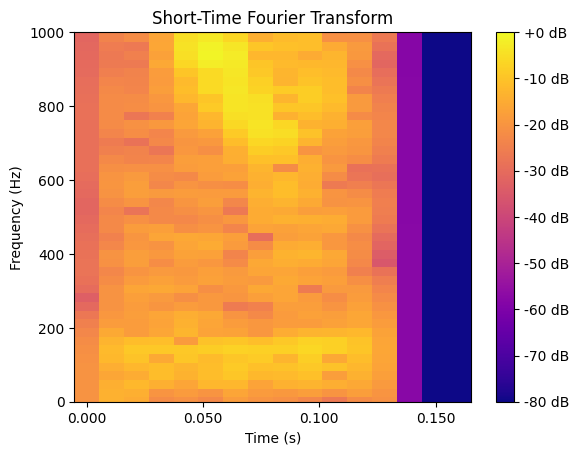 Short-Time Fourier Transform
Frequency (Hz)
1000
800
600
400
200
0
0.000
0.050
0.100
0.150
Time (s)
+0 dB
-10 dB
-20 dB
-30 dB
-40 dB
-50 dB
-60 dB
-70 dB
-80 dB